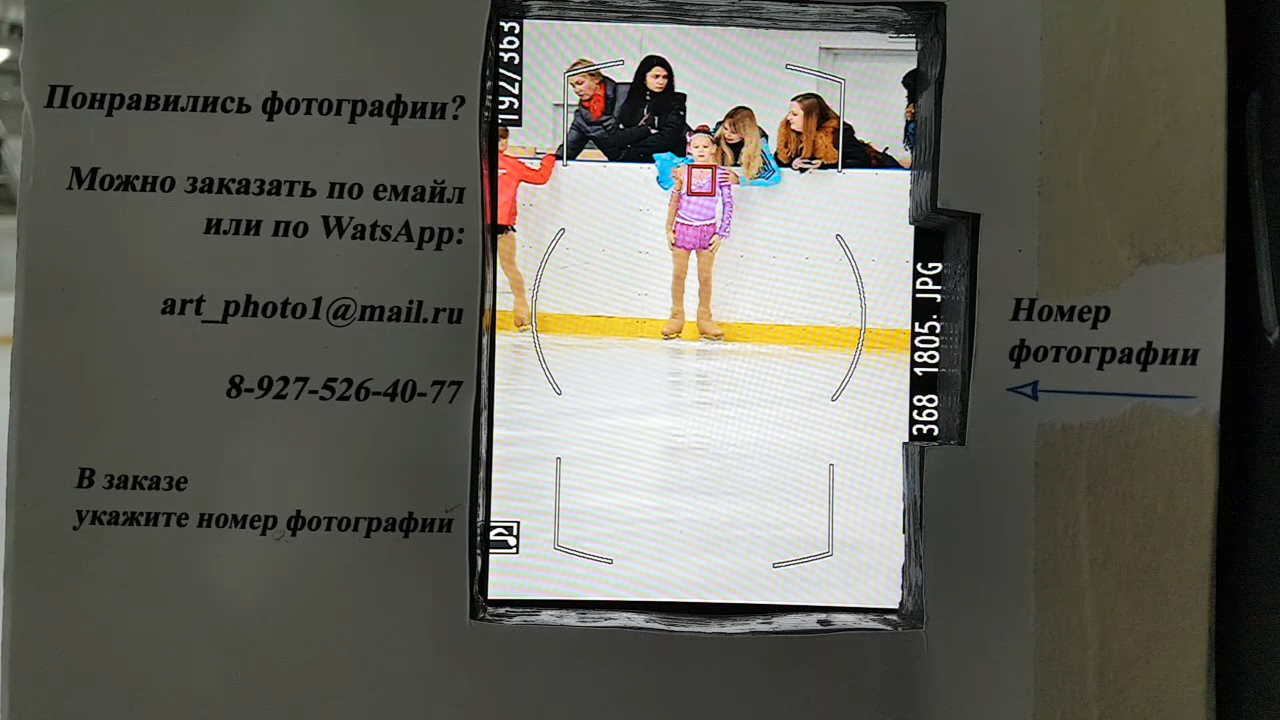 Понравились фотографии?
Можно заказать по емайл
или по WatsApp:
art_photo1@mail.ru
8-927-526-40-77
В заказе
укажите номер фотографии
192/363
368 1805. JPG
Номер
фотографии